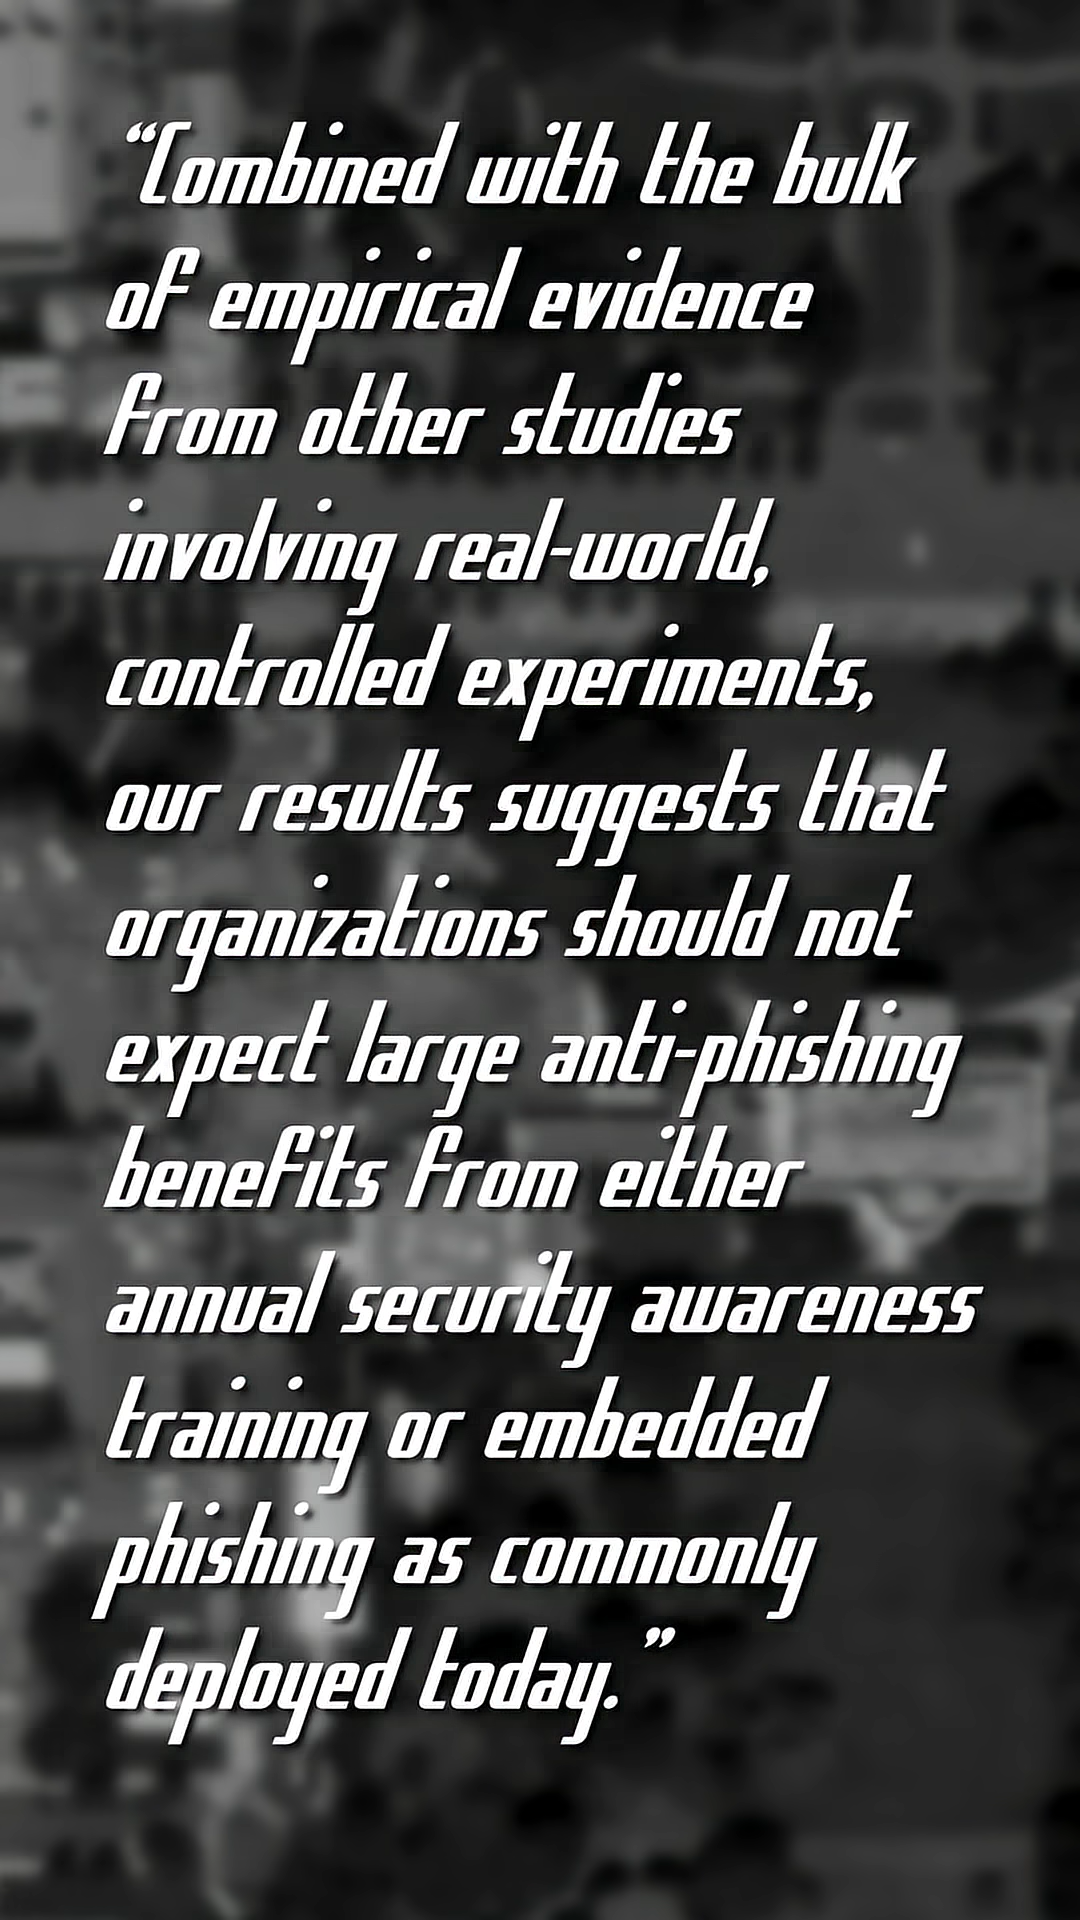 “Combined with the bulk
of empirical evidence
from other studies
involving real-world,
controlled experiments,
our results suggests that
organizations should not
expect large anti-phishing
benefits from either
annual security awareness
training or embedded
phishing as commonly
deployed today.”